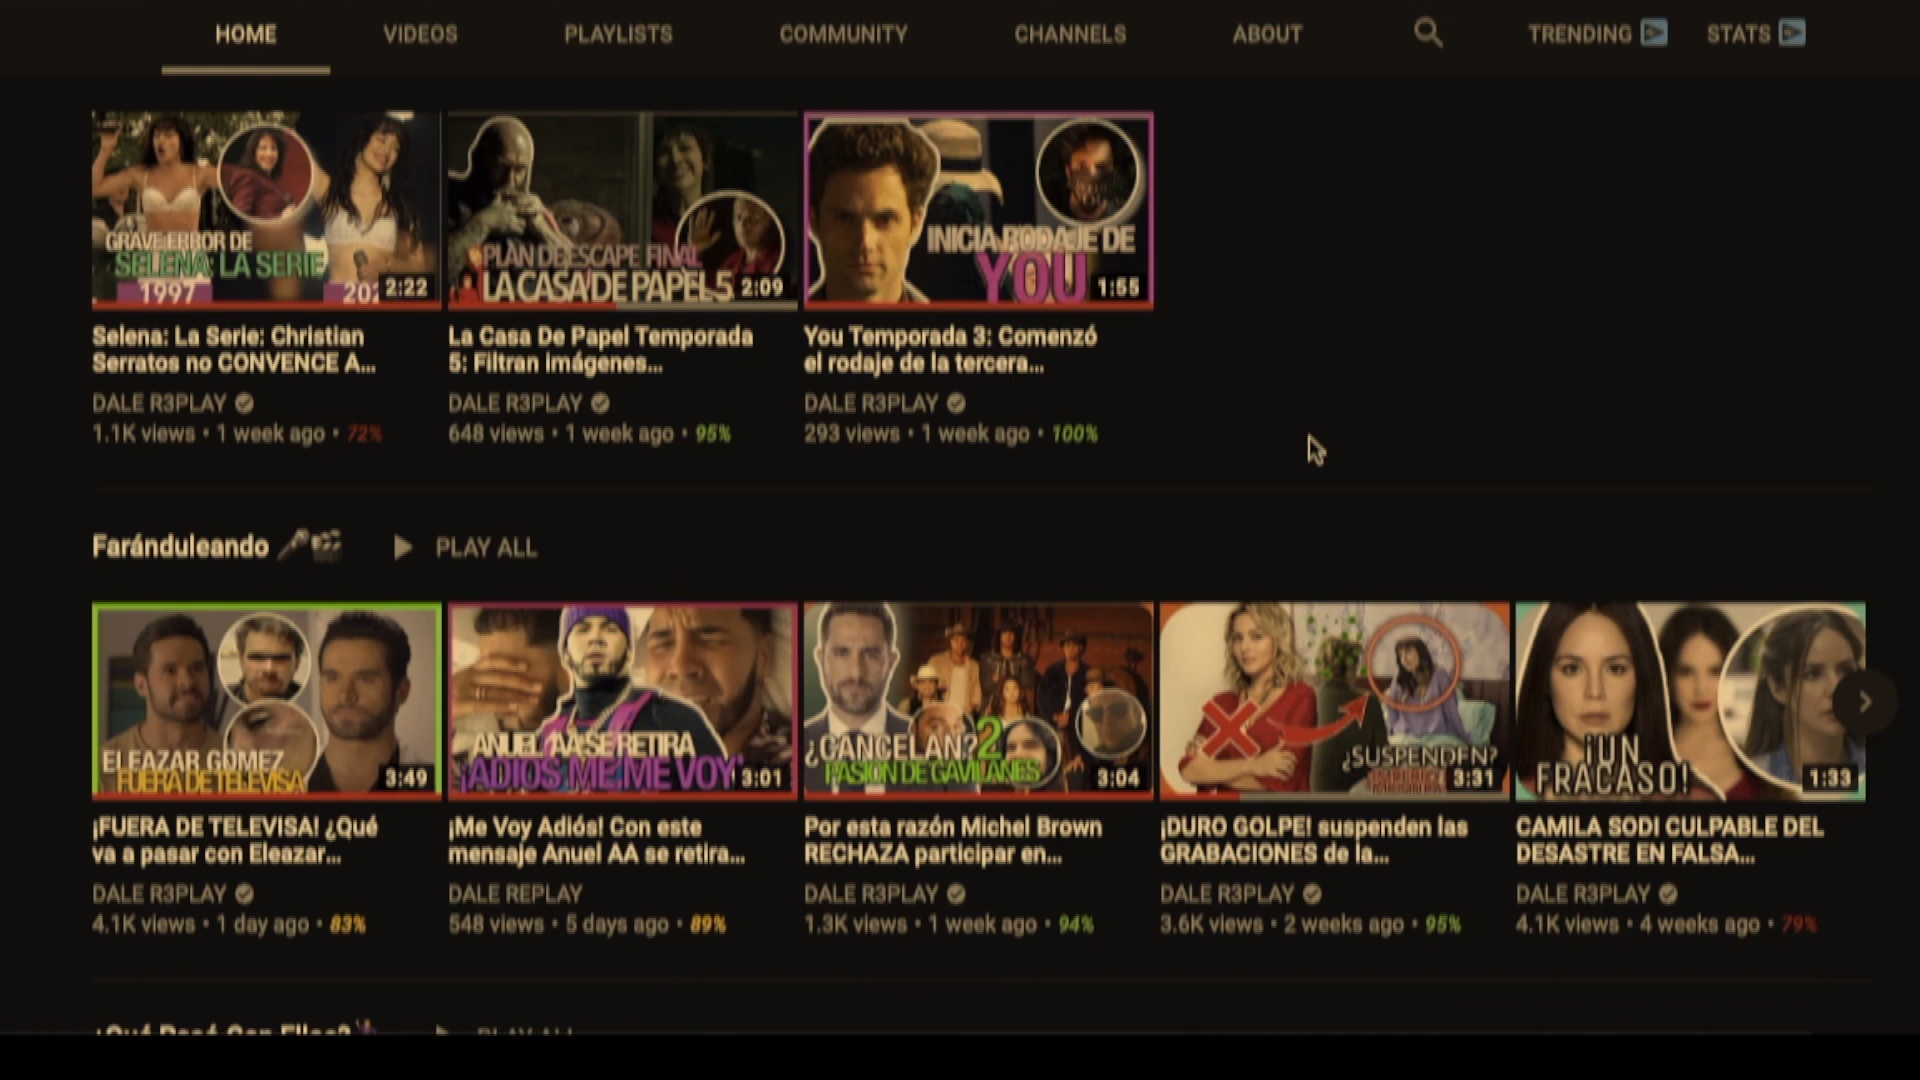 HOME VIDEOS PLAYLISTS COMMUNITY CHANNELS ABOUT TRENDING STATS
GRAVE ERROR DE
SELENA: LA SERIE
1997
202
2:22
PLAN DE ESCAPE FINAL
LA CASA DE PAPEL 5
2:09
INICIA RODAJE DE
YOU
1:55
Selena: La Serie: Christian
Serratos no CONVENCE A...
DALE R3PLAY
1.1K views • 1 week ago • 72%
La Casa De Papel Temporada
5: Filtran imágenes...
DALE R3PLAY
648 views • 1 week ago • 95%
You Temporada 3: Comenzó
el rodaje de la tercera...
DALE R3PLAY
293 views • 1 week ago • 100%
Faránduleando PLAY ALL
ELEAZAR GÓMEZ
FUERA DE TELEVISA
3:49
ANUEL AA SE RETIRA
¡ADIOS ME ME VOY
3:01
¿CANCELAN? 2
PASIÓN DE GAVILANES
3:04
¿SUSPENDEN?
3:31
¡UN
FRACASO!
1:33
¡FUERA DE TELEVISA! ¿Qué
va a pasar con Eleazar...
DALE R3PLAY
4.1K views • 1 day ago • 83%
¡Me Voy Adiós! Con este
mensaje Anuel AA se retira...
DALE REPLAY
548 views • 5 days ago • 89%
Por esta razón Michel Brown
RECHAZA participar en...
DALE R3PLAY
1.3K views • 1 week ago • 94%
¡DURO GOLPE! suspenden las
GRABACIONES de la...
DALE R3PLAY
3.6K views • 2 weeks ago • 95%
CAMILA SODI CULPABLE DEL
DESASTRE EN FALSA...
DALE R3PLAY
4.1K views • 4 weeks ago • 79%
¿Qué Pasó Con Ellos? PLAY ALL